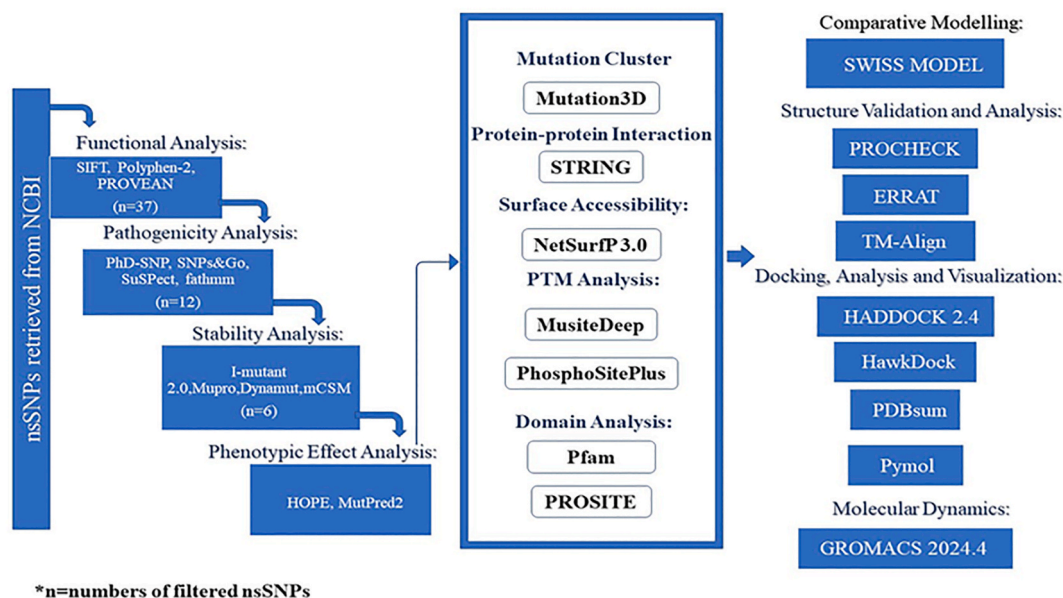 nsSNPs retrieved from NCBI
Functional Analysis:
SIFT, Polyphen-2,
PROVEAN
(n=37)
Pathogenicity Analysis:
PhD-SNP, SNPs&Go,
SuSPect, fathmm
(n=12)
Stability Analysis:
I-mutant
2.0,Mupro,Dynamut,mCSM
(n=6)
Phenotypic Effect Analysis:
HOPE, MutPred2
Mutation Cluster
Mutation3D
Protein-protein Interaction
STRING
Surface Accessibility:
NetSurfP 3.0
PTM Analysis:
MusiteDeep
PhosphoSitePlus
Domain Analysis:
Pfam
PROSITE
Comparative Modelling:
SWISS MODEL
Structure Validation and Analysis:
PROCHECK
ERRAT
TM-Align
Docking, Analysis and Visualization:
HADDOCK 2.4
HawkDock
PDBsum
Pymol
Molecular Dynamics:
GROMACS 2024.4
*n=numbers of filtered nsSNPs